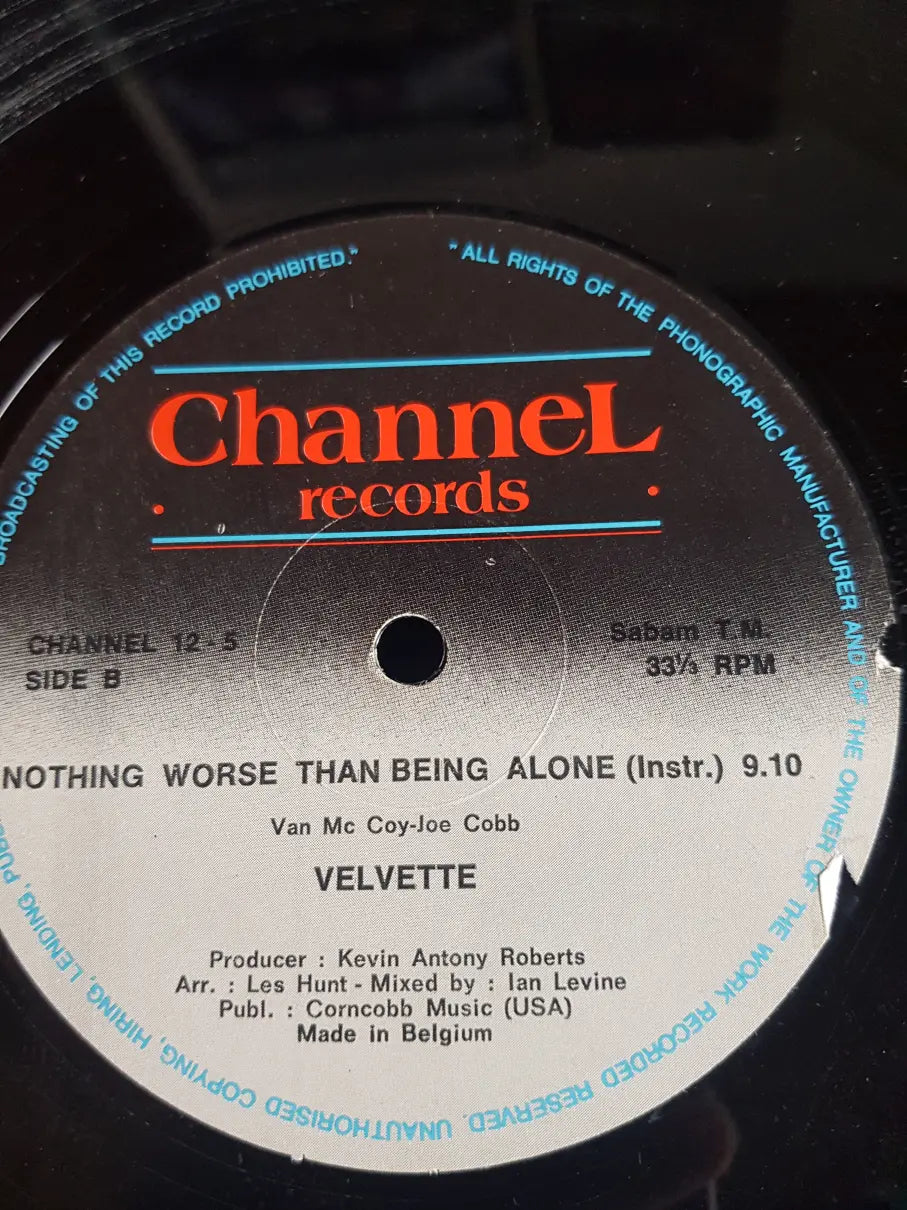 "ALL RIGHTS OF THE PHONOGRAPHIC MANUFACTURER AND OF THE OWNER OF THE WORK RECORDED RESERVED. UNAUTHORISED COPYING, HIRING, LENDING, BROADCASTING OF THIS RECORD PROHIBITED."
ChanneL
records
CHANNEL 12-5
SIDE B
Sabam T.M.
33⅓ RPM
NOTHING WORSE THAN BEING ALONE (Instr.) 9.10
Van Mc Coy-Joe Cobb
VELVETTE
Producer : Kevin Antony Roberts
Arr. : Les Hunt - Mixed by : Ian Levine
Publ. : Corncobb Music (USA)
Made in Belgium